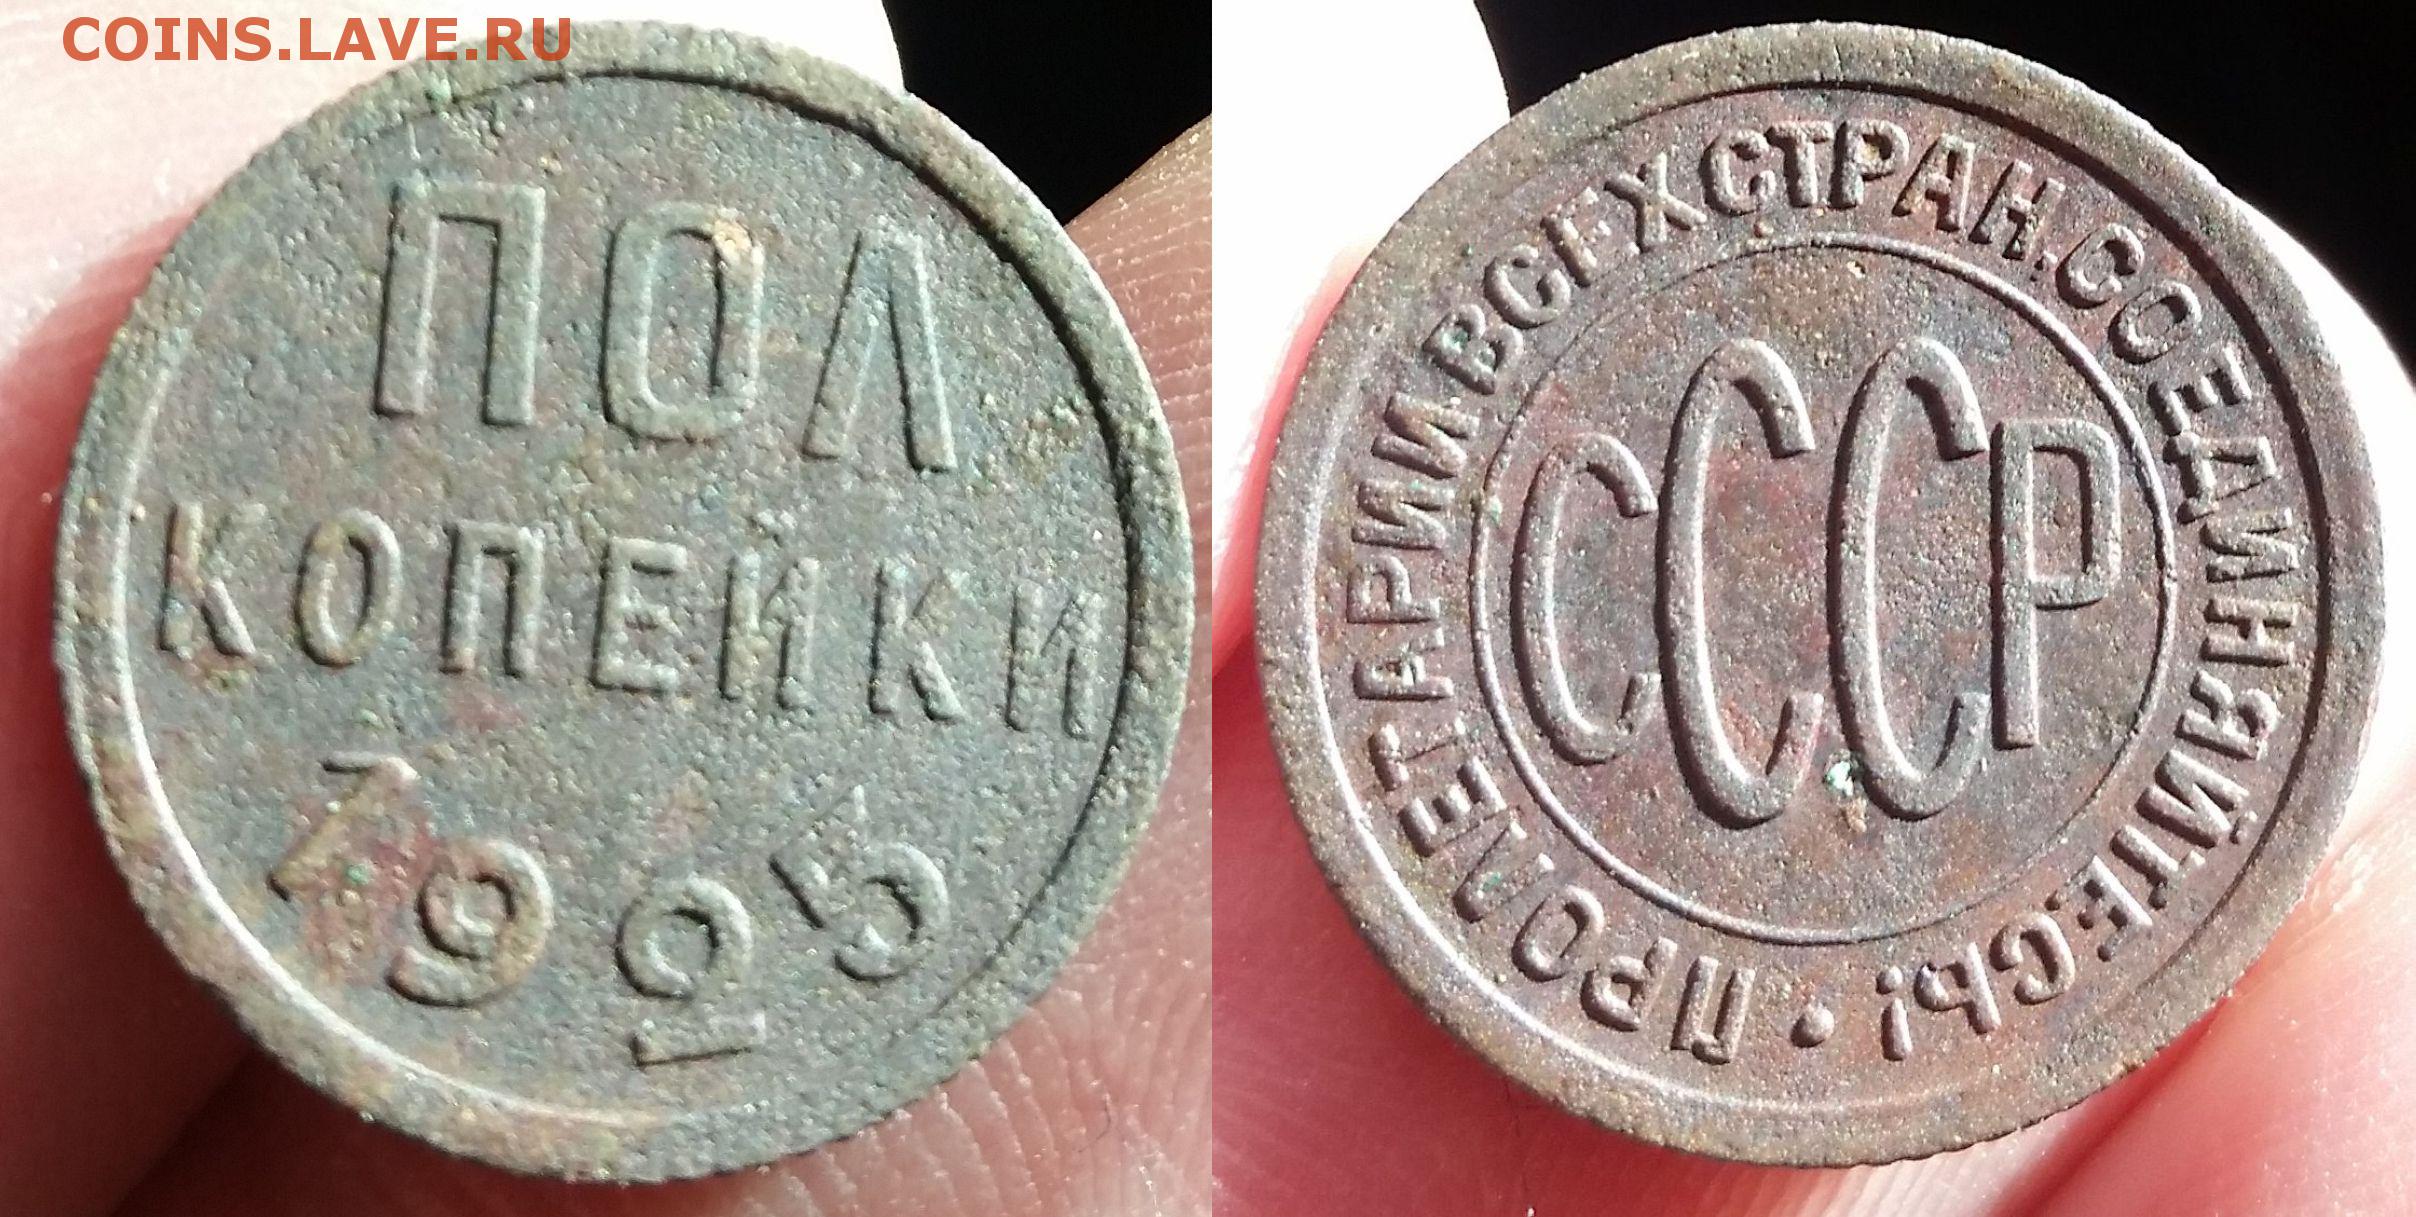 COINS.LAVE.RU
ПОЛ
КОПЕЙКИ
1925
ПРОЛЕТАРИИ ВСЕХ СТРАН, СОЕДИНЯЙТЕСЬ! •
СССР